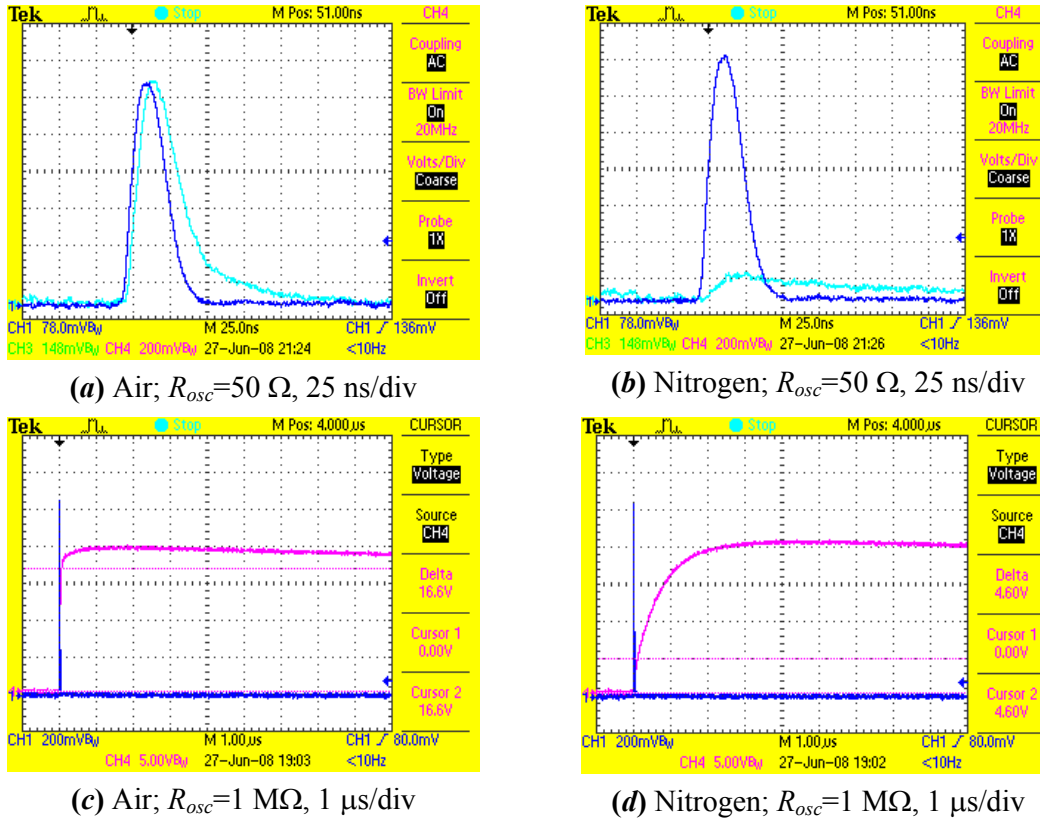 Tek Stop M Pos: 51.00ns CH4
Coupling
AC
BW Limit
On
20MHz
Volts/Div
Coarse
Probe
1X
Invert
Off
1
CH1 78.0mVBw M 25.0ns CH1 136mV
CH3 148mVBw CH4 200mVBw 27-Jun-08 21:24 <10Hz
(a) Air; Rosc=50 Ω, 25 ns/div
Tek Stop M Pos: 51.00ns CH4
Coupling
AC
BW Limit
On
20MHz
Volts/Div
Coarse
Probe
1X
Invert
Off
1
CH1 78.0mVBw M 25.0ns CH1 136mV
CH3 148mVBw CH4 200mVBw 27-Jun-08 21:26 <10Hz
(b) Nitrogen; Rosc=50 Ω, 25 ns/div
Tek Stop M Pos: 4.000µs CURSOR
Type
Voltage
Source
CH4
Delta
16.6V
Cursor 1
0.00V
Cursor 2
16.6V
CH1 200mVBw M 1.00µs CH1 80.0mV
CH4 5.00VBw 27-Jun-08 19:03 <10Hz
(c) Air; Rosc=1 MΩ, 1 μs/div
Tek Stop M Pos: 4.000µs CURSOR
Type
Voltage
Source
CH4
Delta
4.60V
Cursor 1
0.00V
Cursor 2
4.60V
CH1 200mVBw M 1.00µs CH1 80.0mV
CH4 5.00VBw 27-Jun-08 19:02 <10Hz
(d) Nitrogen; Rosc=1 MΩ, 1 μs/div